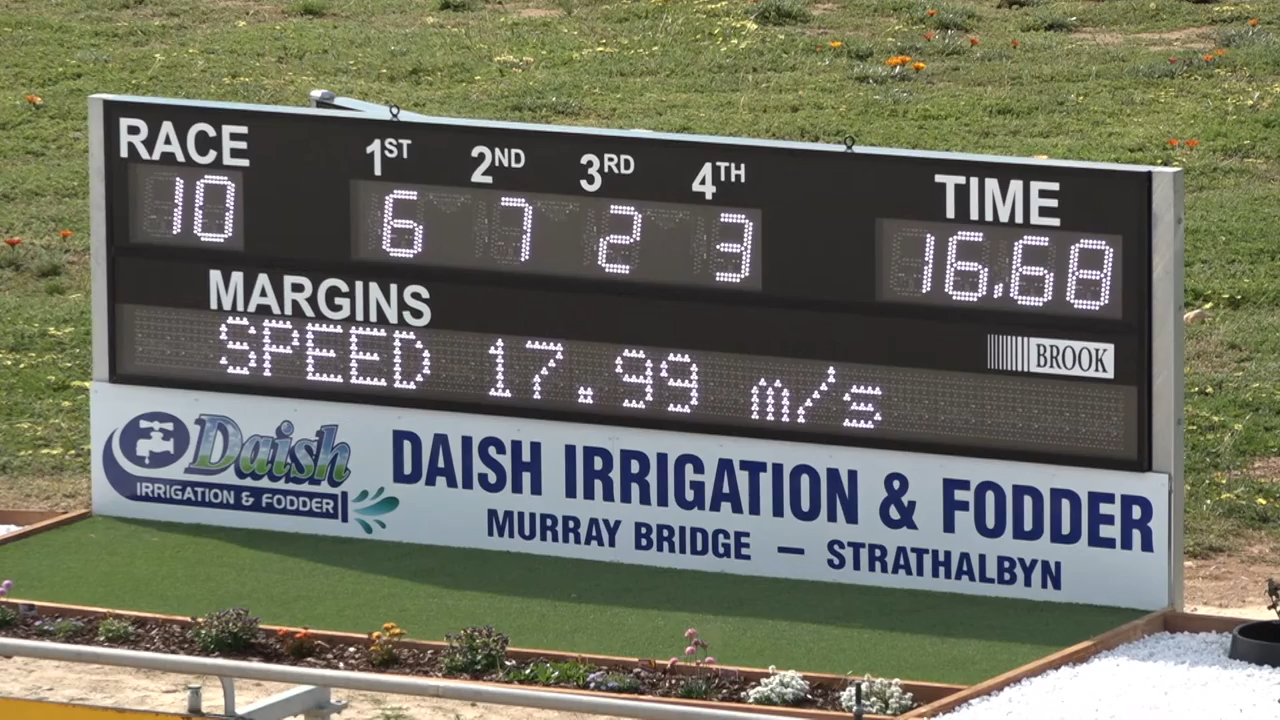 RACE 1ST 2ND 3RD 4TH TIME
10 6 7 2 3 16.68
MARGINS
SPEED 17.99 m/s
BROOK
Daish
IRRIGATION & FODDER
DAISH IRRIGATION & FODDER
MURRAY BRIDGE – STRATHALBYN